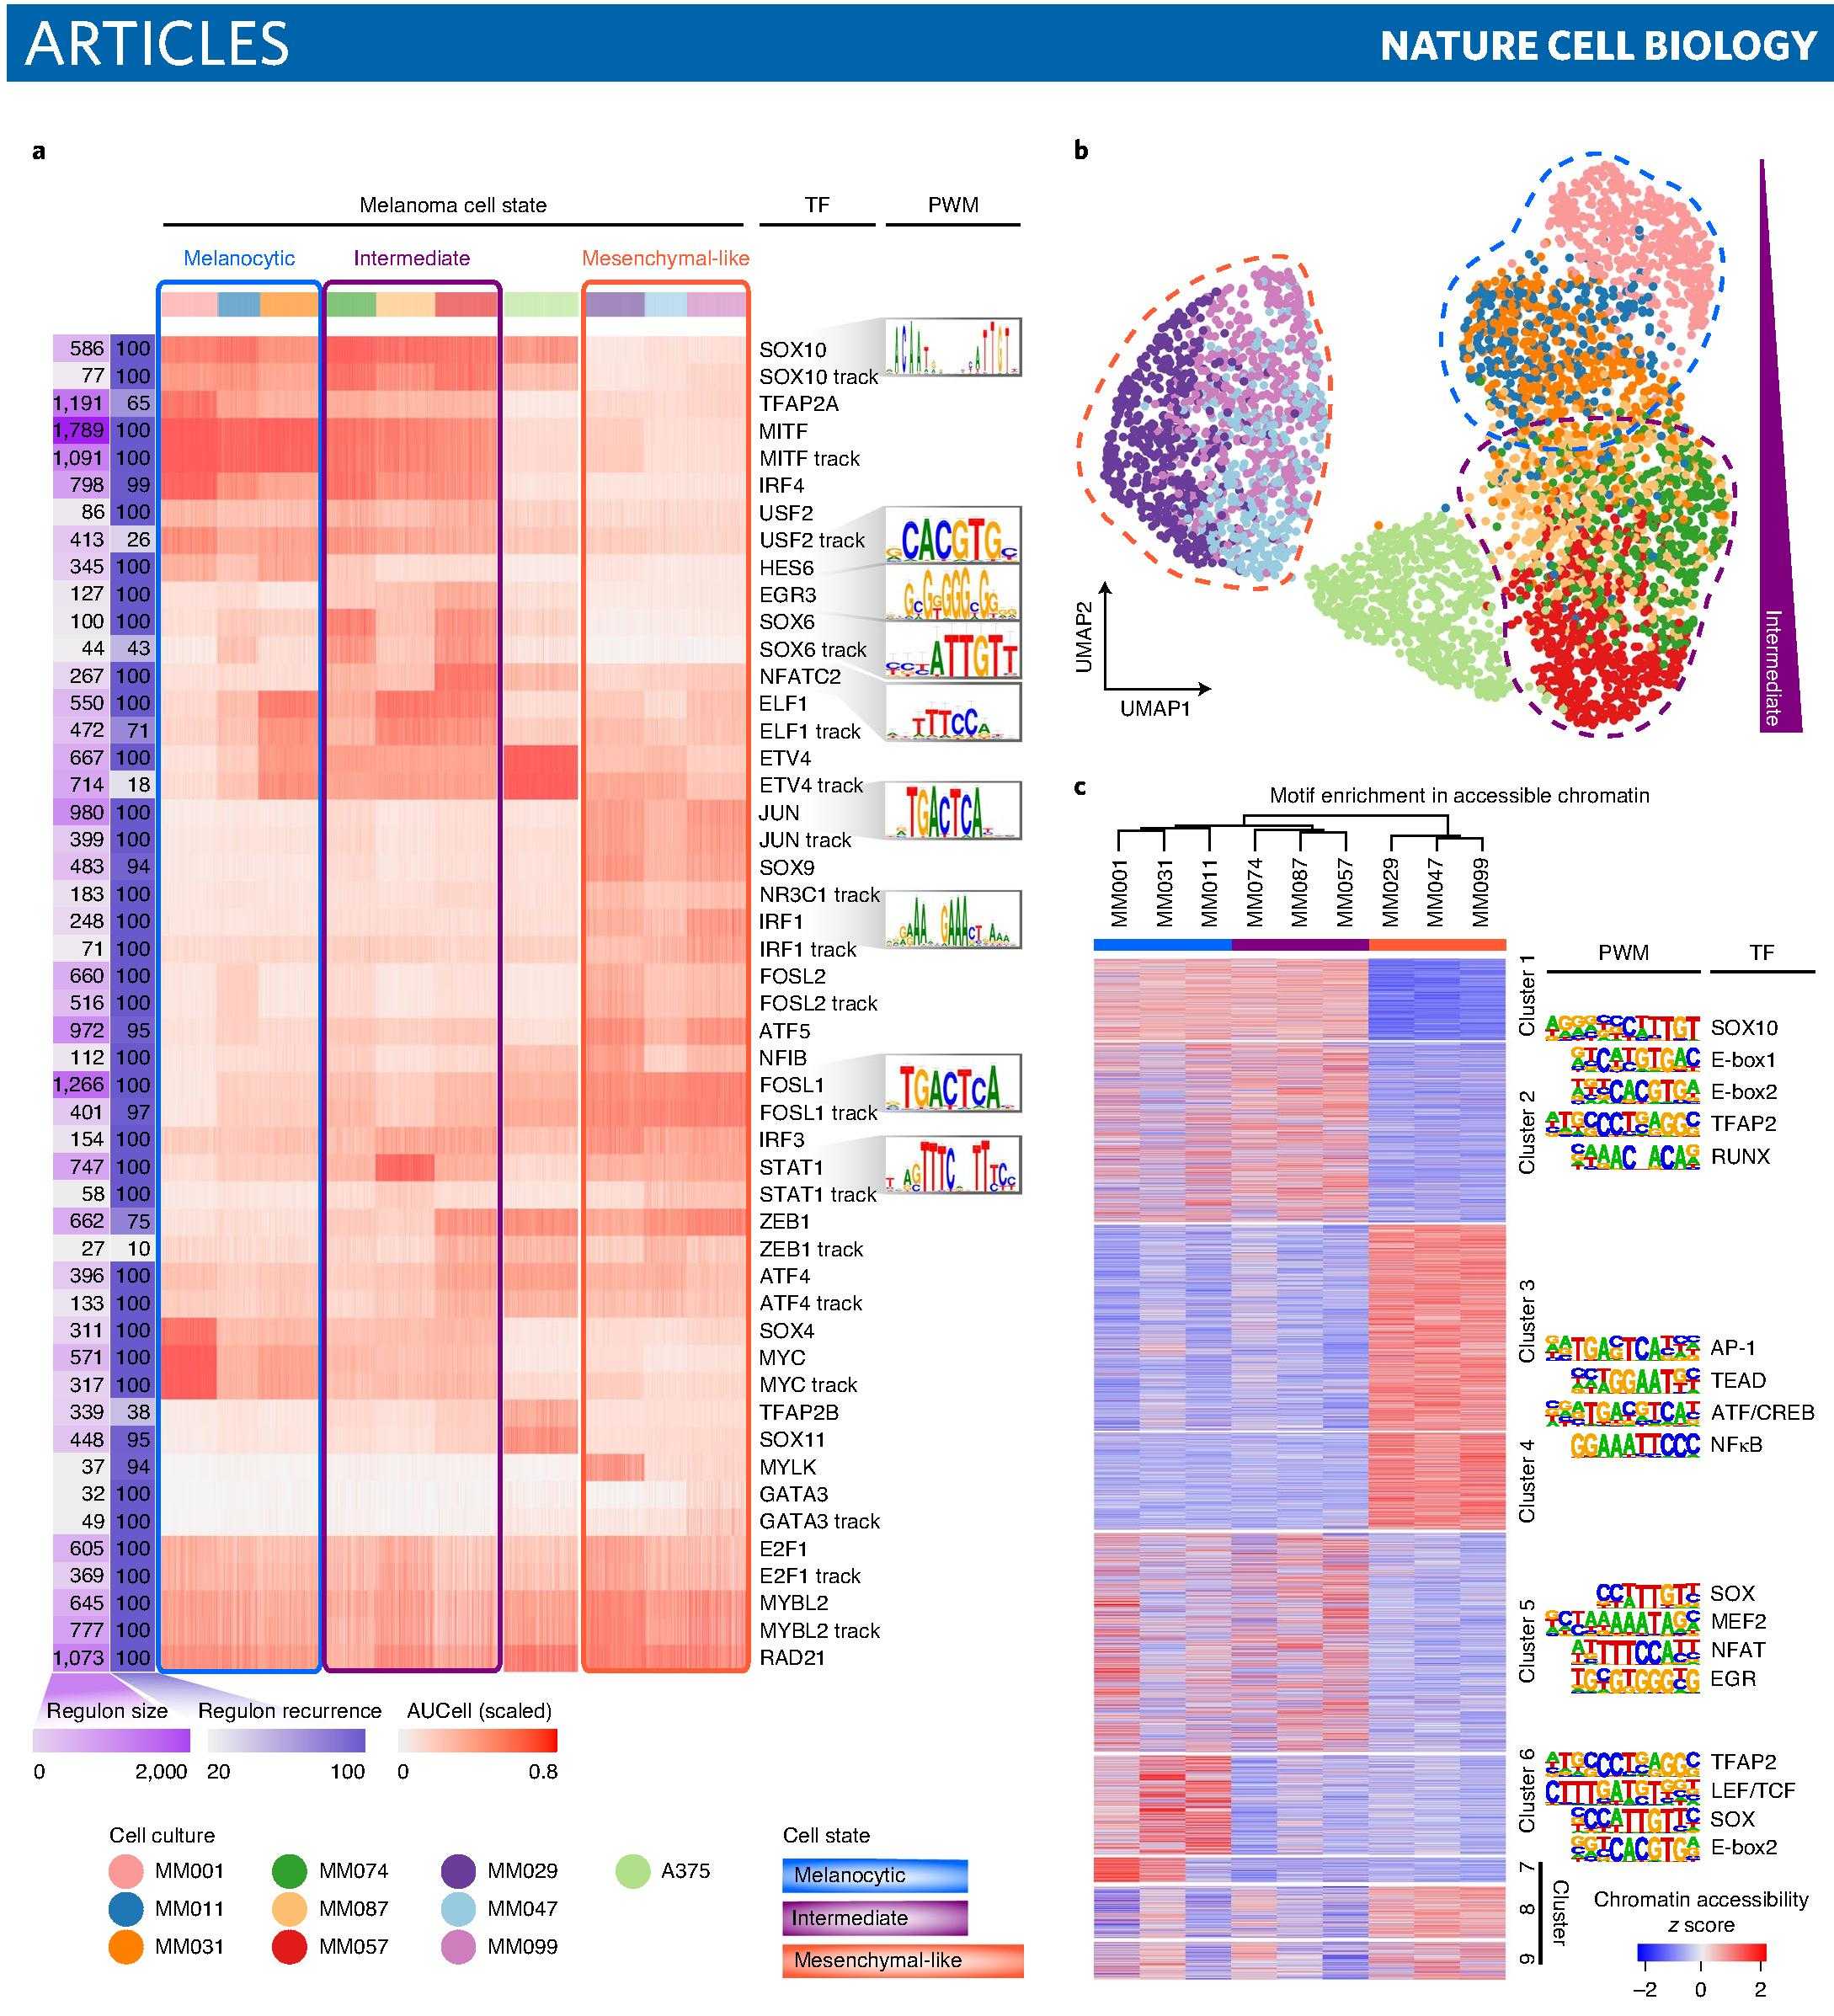 ARTICLES
NATURE CELL BIOLOGY
a
Melanoma cell state
TF
PWM
Melanocytic
Intermediate
Mesenchymal-like
586 100 SOX10
77 100 SOX10 track
1,191 65 TFAP2A
1,789 100 MITF
1,091 100 MITF track
798 99 IRF4
86 100 USF2
413 26 USF2 track
345 100 HES6
127 100 EGR3
100 100 SOX6
44 43 SOX6 track
267 100 NFATC2
550 100 ELF1
472 71 ELF1 track
667 100 ETV4
714 18 ETV4 track
980 100 JUN
399 100 JUN track
483 94 SOX9
183 100 NR3C1 track
248 100 IRF1
71 100 IRF1 track
660 100 FOSL2
516 100 FOSL2 track
972 95 ATF5
112 100 NFIB
1,266 100 FOSL1
401 97 FOSL1 track
154 100 IRF3
747 100 STAT1
58 100 STAT1 track
662 75 ZEB1
27 10 ZEB1 track
396 100 ATF4
133 100 ATF4 track
311 100 SOX4
571 100 MYC
317 100 MYC track
339 38 TFAP2B
448 95 SOX11
37 94 MYLK
32 100 GATA3
49 100 GATA3 track
605 100 E2F1
369 100 E2F1 track
645 100 MYBL2
777 100 MYBL2 track
1,073 100 RAD21
Regulon size
0 2,000
Regulon recurrence
20 100
AUCell (scaled)
0 0.8
Cell culture
MM001 MM074 MM029 A375
MM011 MM087 MM047
MM031 MM057 MM099
Cell state
Melanocytic
Intermediate
Mesenchymal-like
b
UMAP2
UMAP1
Intermediate
c
Motif enrichment in accessible chromatin
MM001 MM031 MM011 MM074 MM087 MM057 MM029 MM047 MM099
PWM
TF
Cluster 1
Cluster 2
SOX10
E-box1
E-box2
TFAP2
RUNX
Cluster 3
Cluster 4
AP-1
TEAD
ATF/CREB
GGAAATTCCC NFκB
Cluster 5
SOX
MEF2
NFAT
EGR
Cluster 6
TFAP2
LEF/TCF
SOX
E-box2
7
8
9
Cluster
Chromatin accessibility
z score
–2 0 2